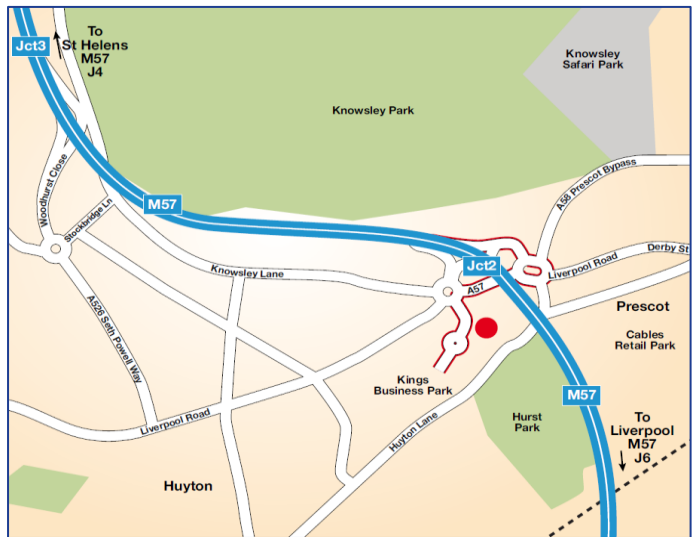 To
St Helens
M57
J4
Jct3
Knowsley
Safari Park
Knowsley Park
Woodhurst Close
Stockbridge Ln
M57
A58 Prescot Bypass
Derby St
Liverpool Road
Knowsley Lane
Jct2
A57
A526 Seth Powell Way
Prescot
Cables
Retail Park
Kings
Business Park
M57
Liverpool Road
Huyton Lane
Hurst
Park
To
Liverpool
M57
J6
Huyton